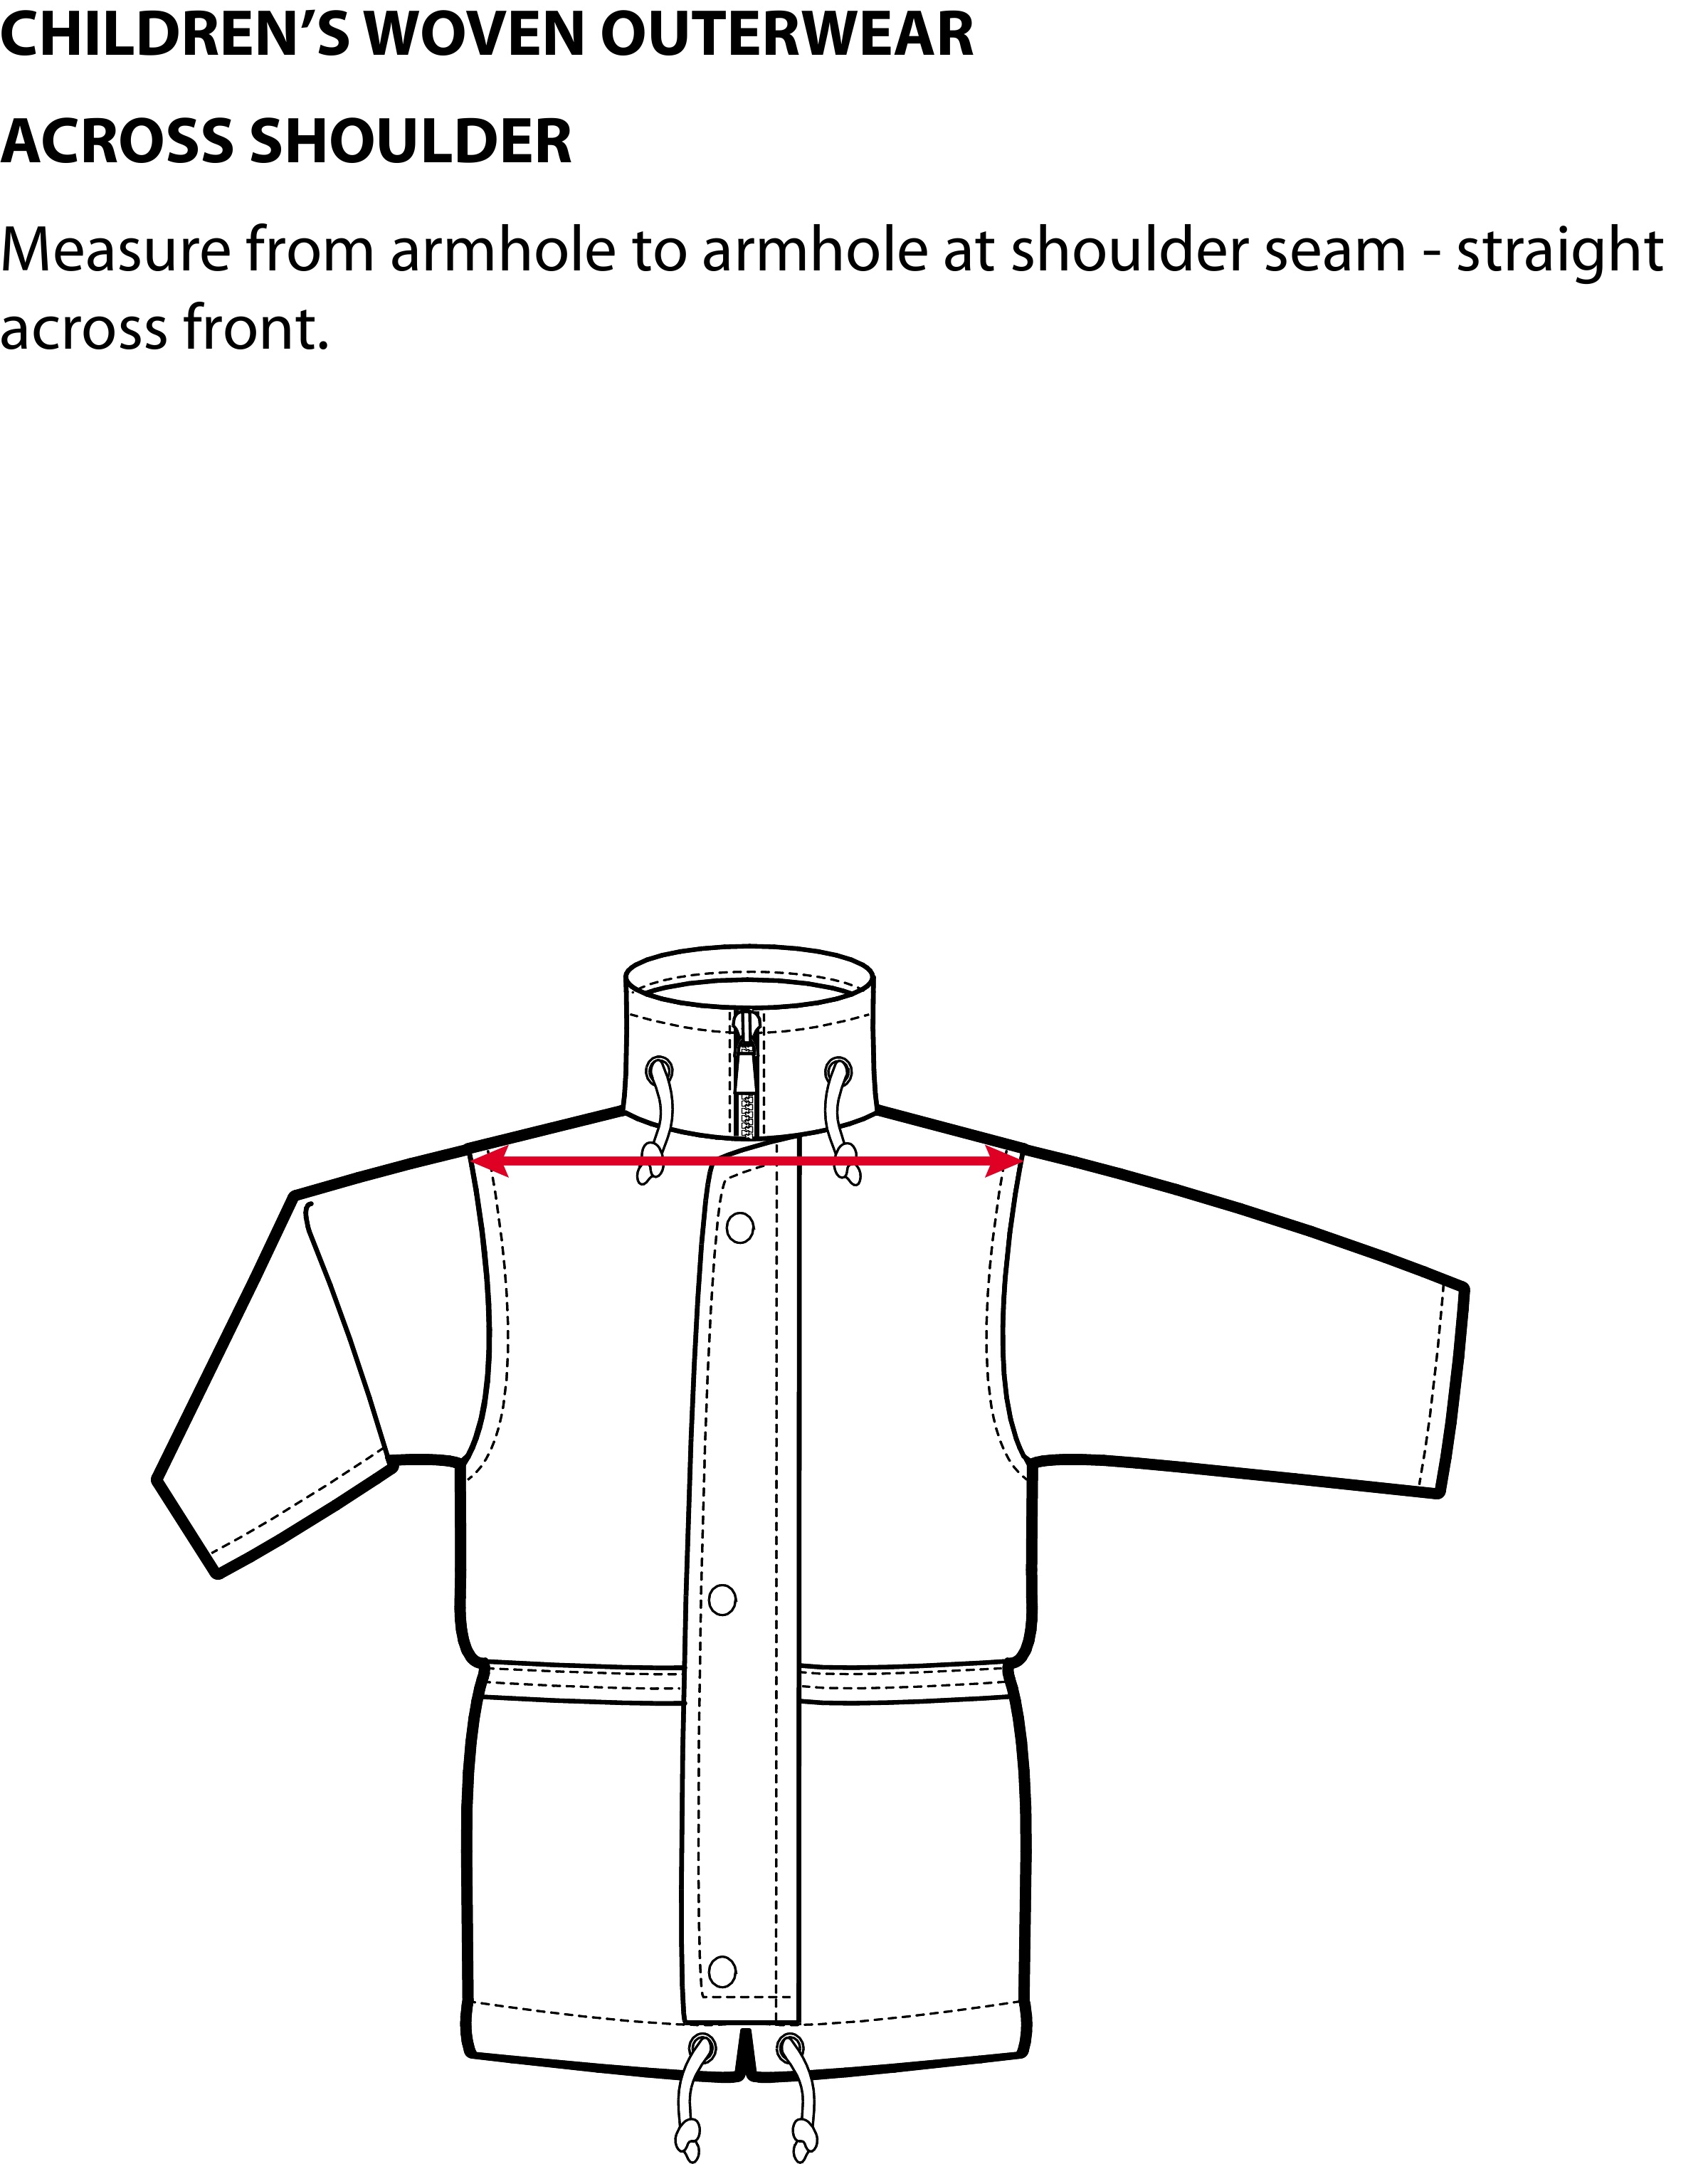 CHILDREN’S WOVEN OUTERWEAR
ACROSS SHOULDER
Measure from armhole to armhole at shoulder seam - straight
across front.